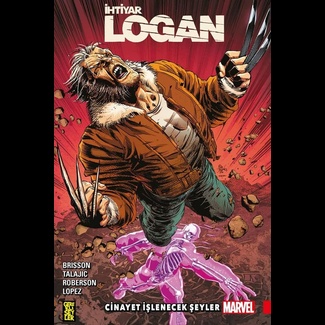 İHTİYAR
LOGAN
BRISSON
TALAJIC
ROBERSON
LOPEZ
CİNAYET İŞLENECEK ŞEYLER
MARVEL